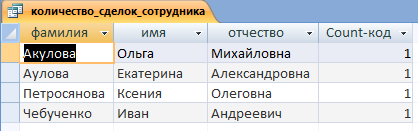 количество_сделок_сотрудника
фамилия имя отчество Count-код
Акулова Ольга Михайловна 1
Аулова Екатерина Александровна 1
Петросянова Ксения Олеговна 1
Чебученко Иван Андреевич 1